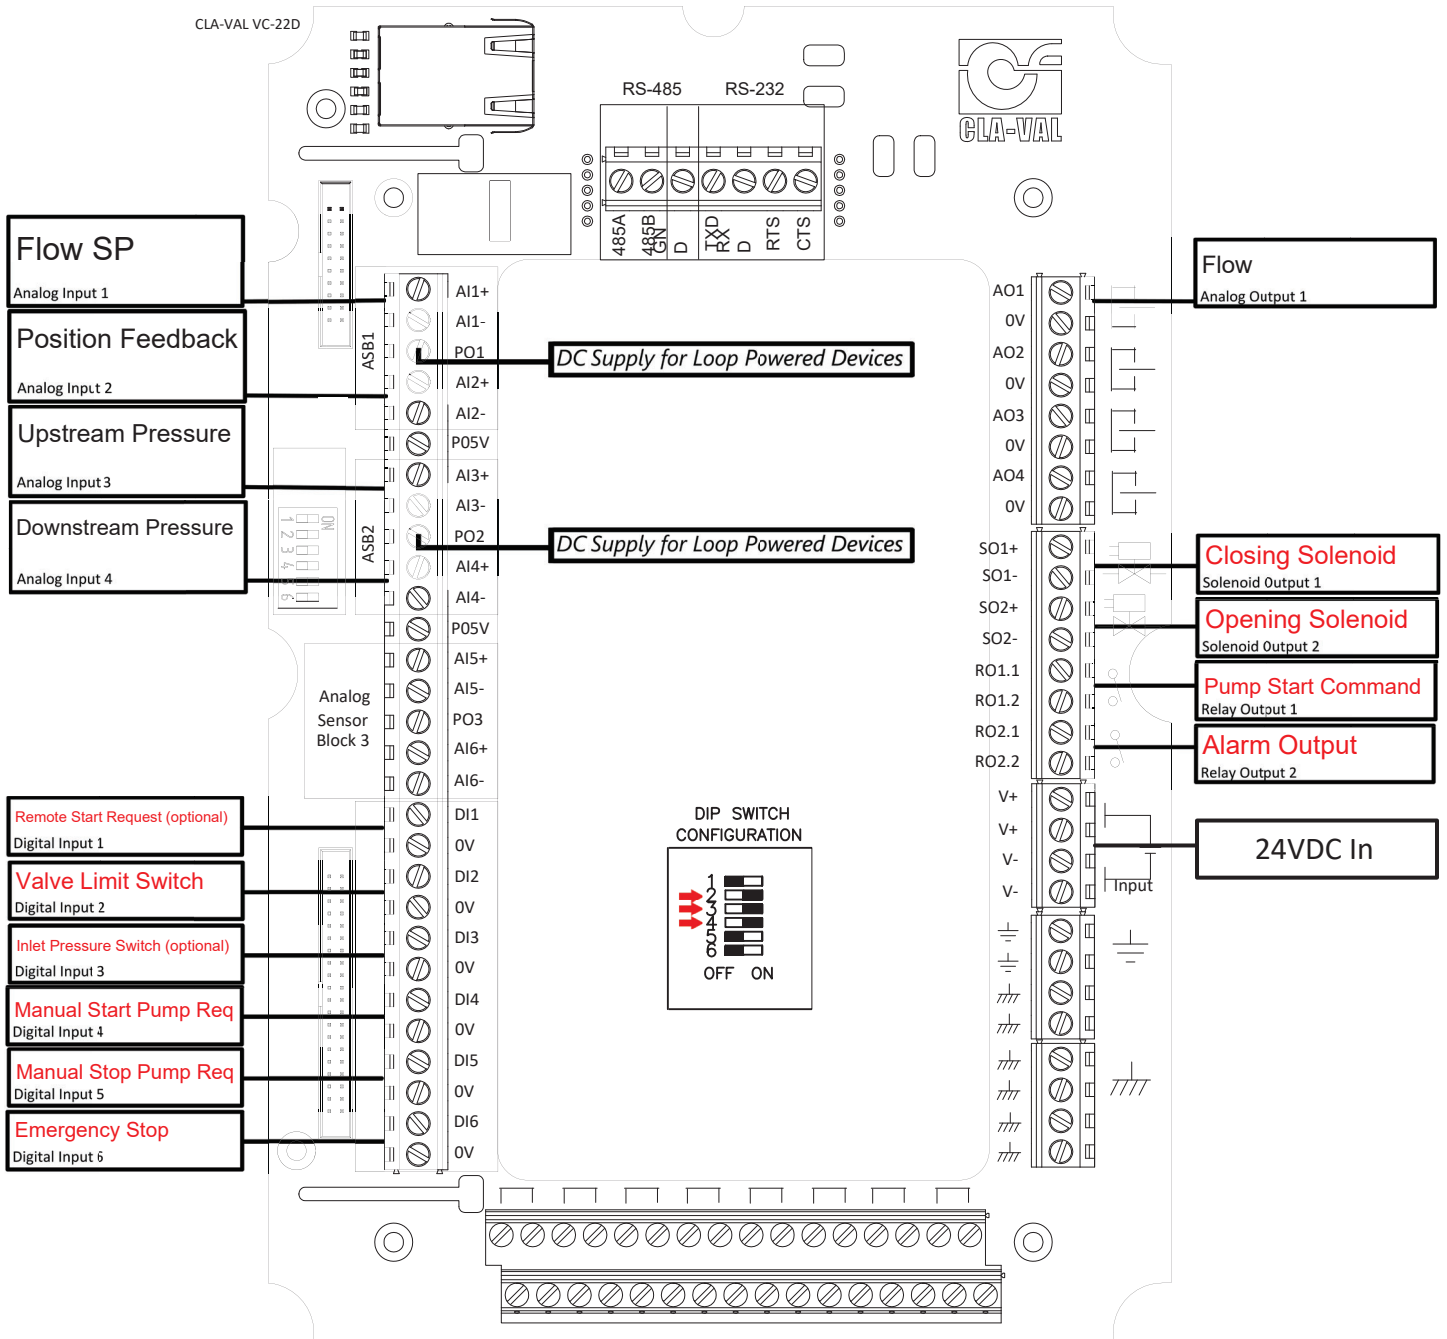 CLA-VAL VC-22D
CLA-VAL
RS-485 RS-232
485A
485B
GN
D
TXD
RX
D
RTS
CTS
Flow SP
Analog Input 1
Position Feedback
Analog Input 2
Upstream Pressure
Analog Input 3
Downstream Pressure
Analog Input 4
ON
1
2
3
4
5
6
ASB1
ASB2
Analog
Sensor
Block 3
AI1+
AI1-
PO1
AI2+
AI2-
P05V
AI3+
AI3-
PO2
AI4+
AI4-
P05V
AI5+
AI5-
PO3
AI6+
AI6-
DI1
0V
DI2
0V
DI3
0V
DI4
0V
DI5
0V
DI6
0V
DC Supply for Loop Powered Devices
DC Supply for Loop Powered Devices
Remote Start Request (optional)
Digital Input 1
Valve Limit Switch
Digital Input 2
Inlet Pressure Switch (optional)
Digital Input 3
Manual Start Pump Req
Digital Input 4
Manual Stop Pump Req
Digital Input 5
Emergency Stop
Digital Input 6
DIP SWITCH
CONFIGURATION
1
2
3
4
5
6
OFF ON
AO1
0V
AO2
0V
AO3
0V
AO4
0V
SO1+
SO1-
SO2+
SO2-
RO1.1
RO1.2
RO2.1
RO2.2
V+
V+
V-
V-
Input
Flow
Analog Output 1
Closing Solenoid
Solenoid Output 1
Opening Solenoid
Solenoid Output 2
Pump Start Command
Relay Output 1
Alarm Output
Relay Output 2
24VDC In